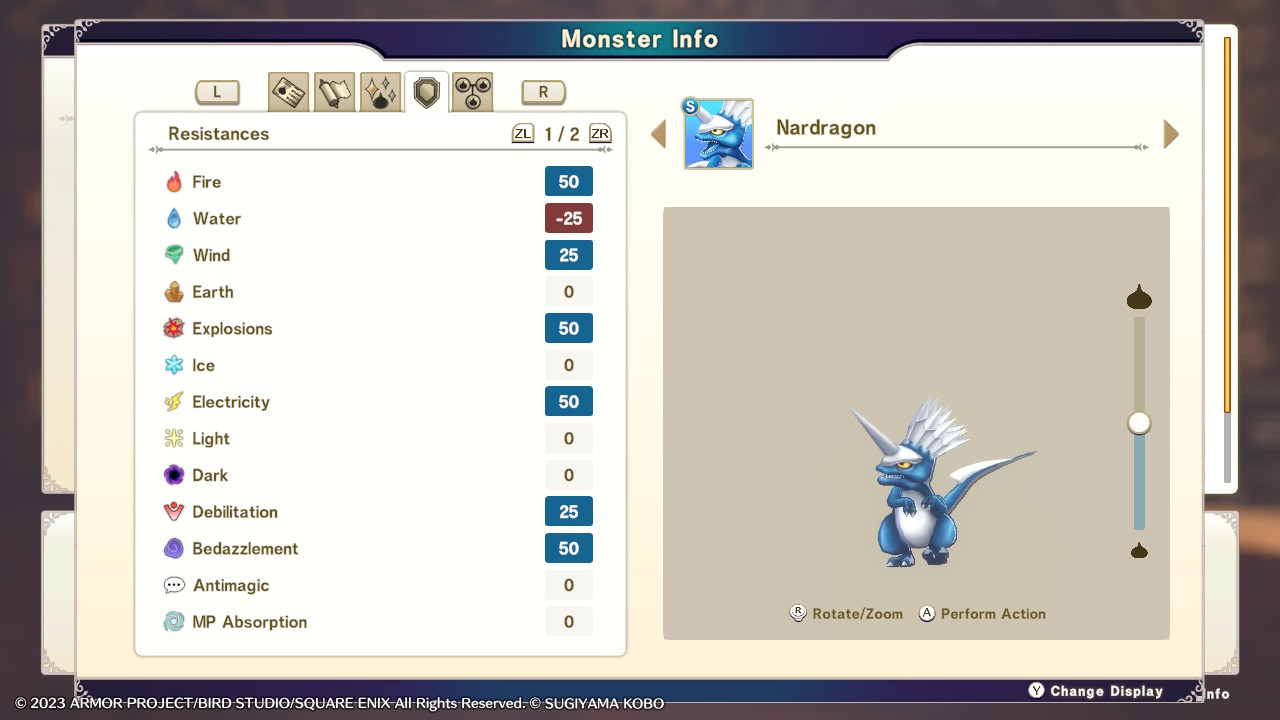 Monster Info
L
R
Resistances
ZL 1 / 2 ZR
Fire 50
Water -25
Wind 25
Earth 0
Explosions 50
Ice 0
Electricity 50
Light 0
Dark 0
Debilitation 25
Bedazzlement 50
Antimagic 0
MP Absorption 0
S
Nardragon
R Rotate/Zoom A Perform Action
Y Change Display
Info
© 2023 ARMOR PROJECT/BIRD STUDIO/SQUARE ENIX All Rights Reserved. © SUGIYAMA KOBO